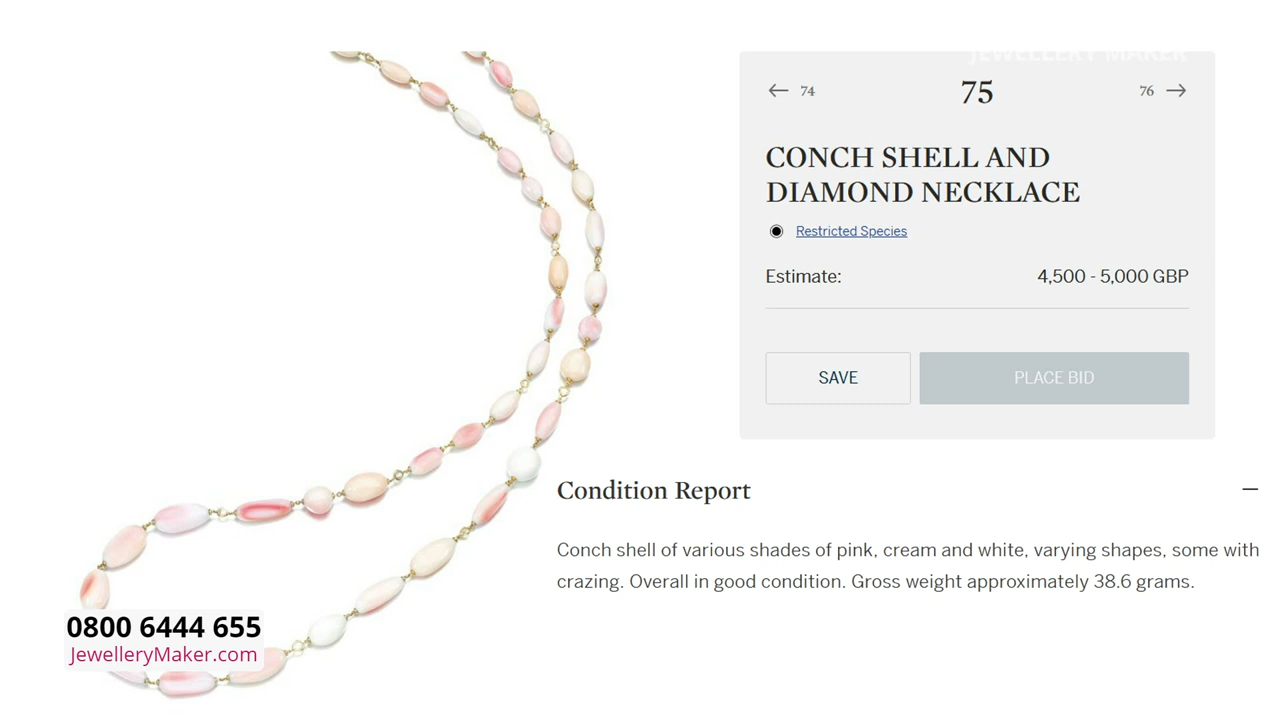 JEWELLERY MAKER
← 74
75
76 →
CONCH SHELL AND
DIAMOND NECKLACE
Restricted Species
Estimate:
4,500 - 5,000 GBP
SAVE
PLACE BID
Condition Report
Conch shell of various shades of pink, cream and white, varying shapes, some with
crazing. Overall in good condition. Gross weight approximately 38.6 grams.
0800 6444 655
JewelleryMaker.com